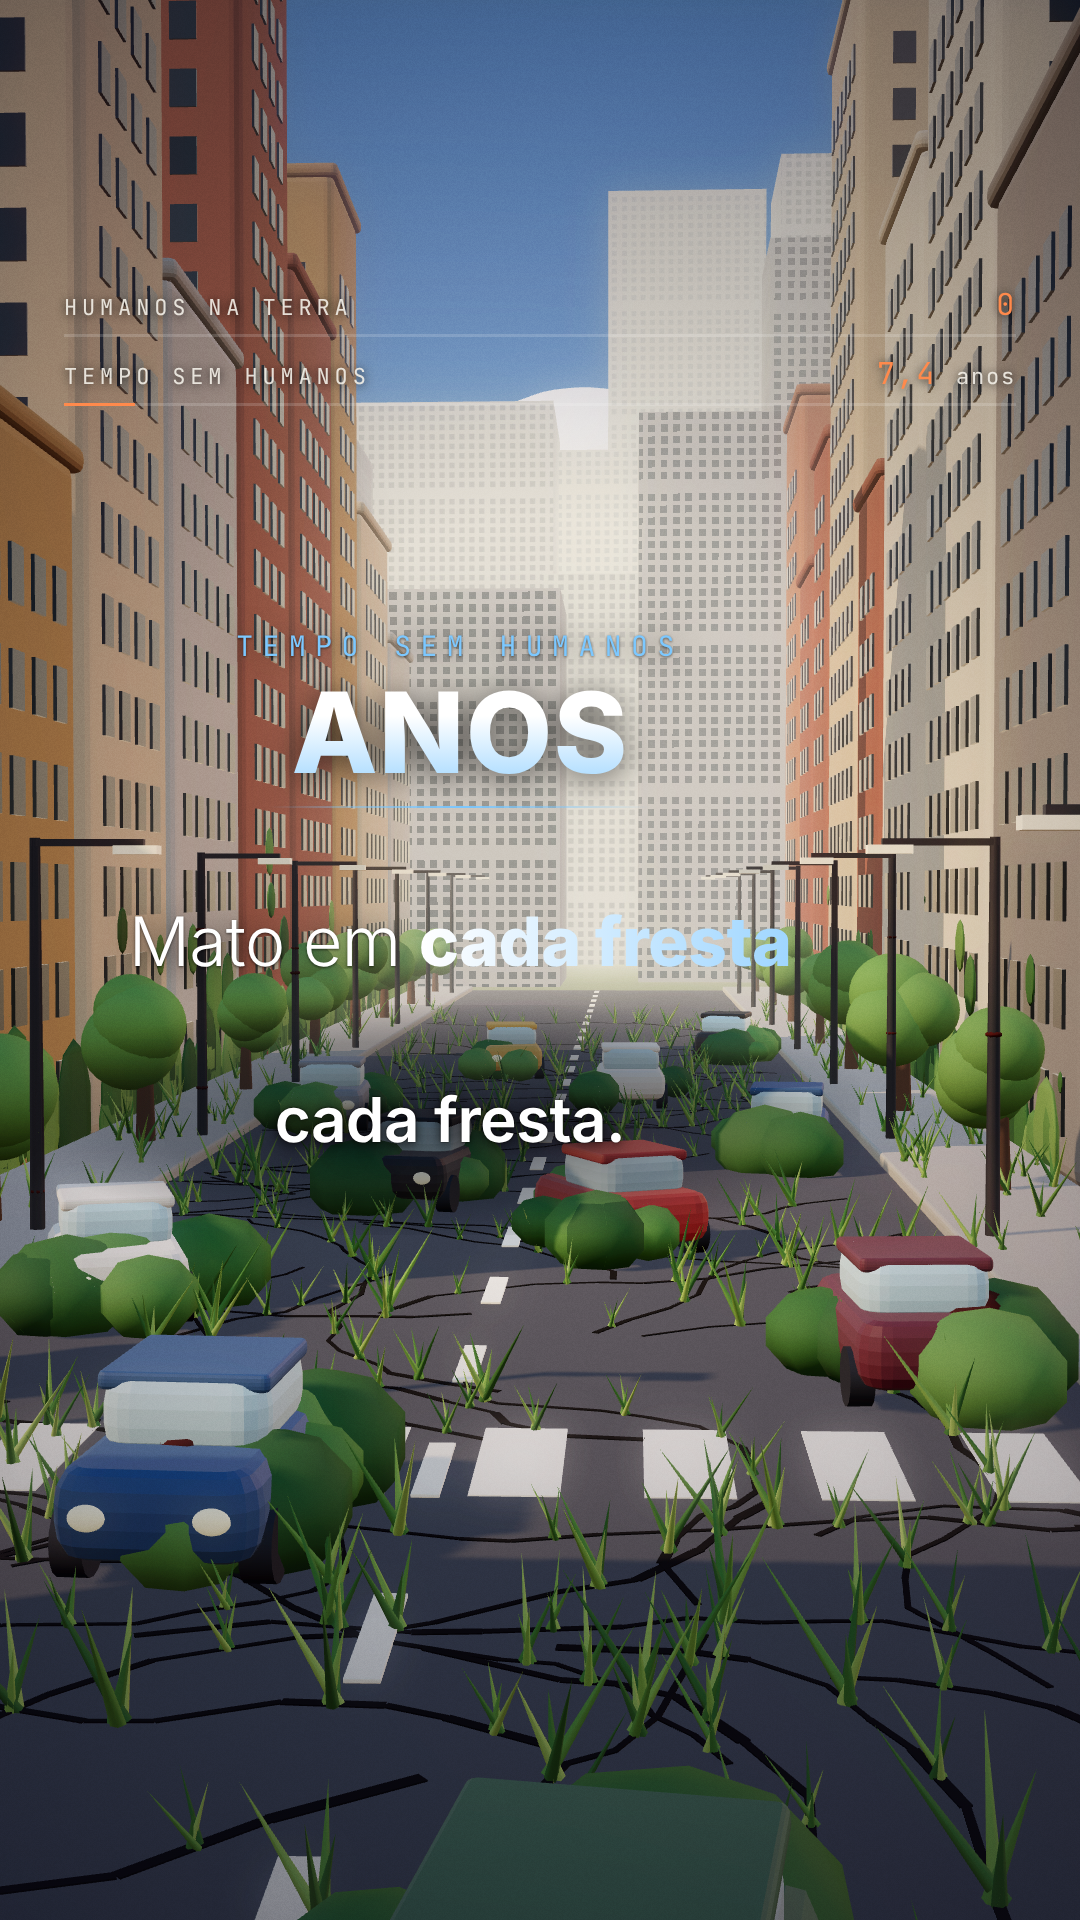 HUMANOS NA TERRA 0
TEMPO SEM HUMANOS 7,4 anos
TEMPO SEM HUMANOS
ANOS
Mato em cada fresta
cada fresta.